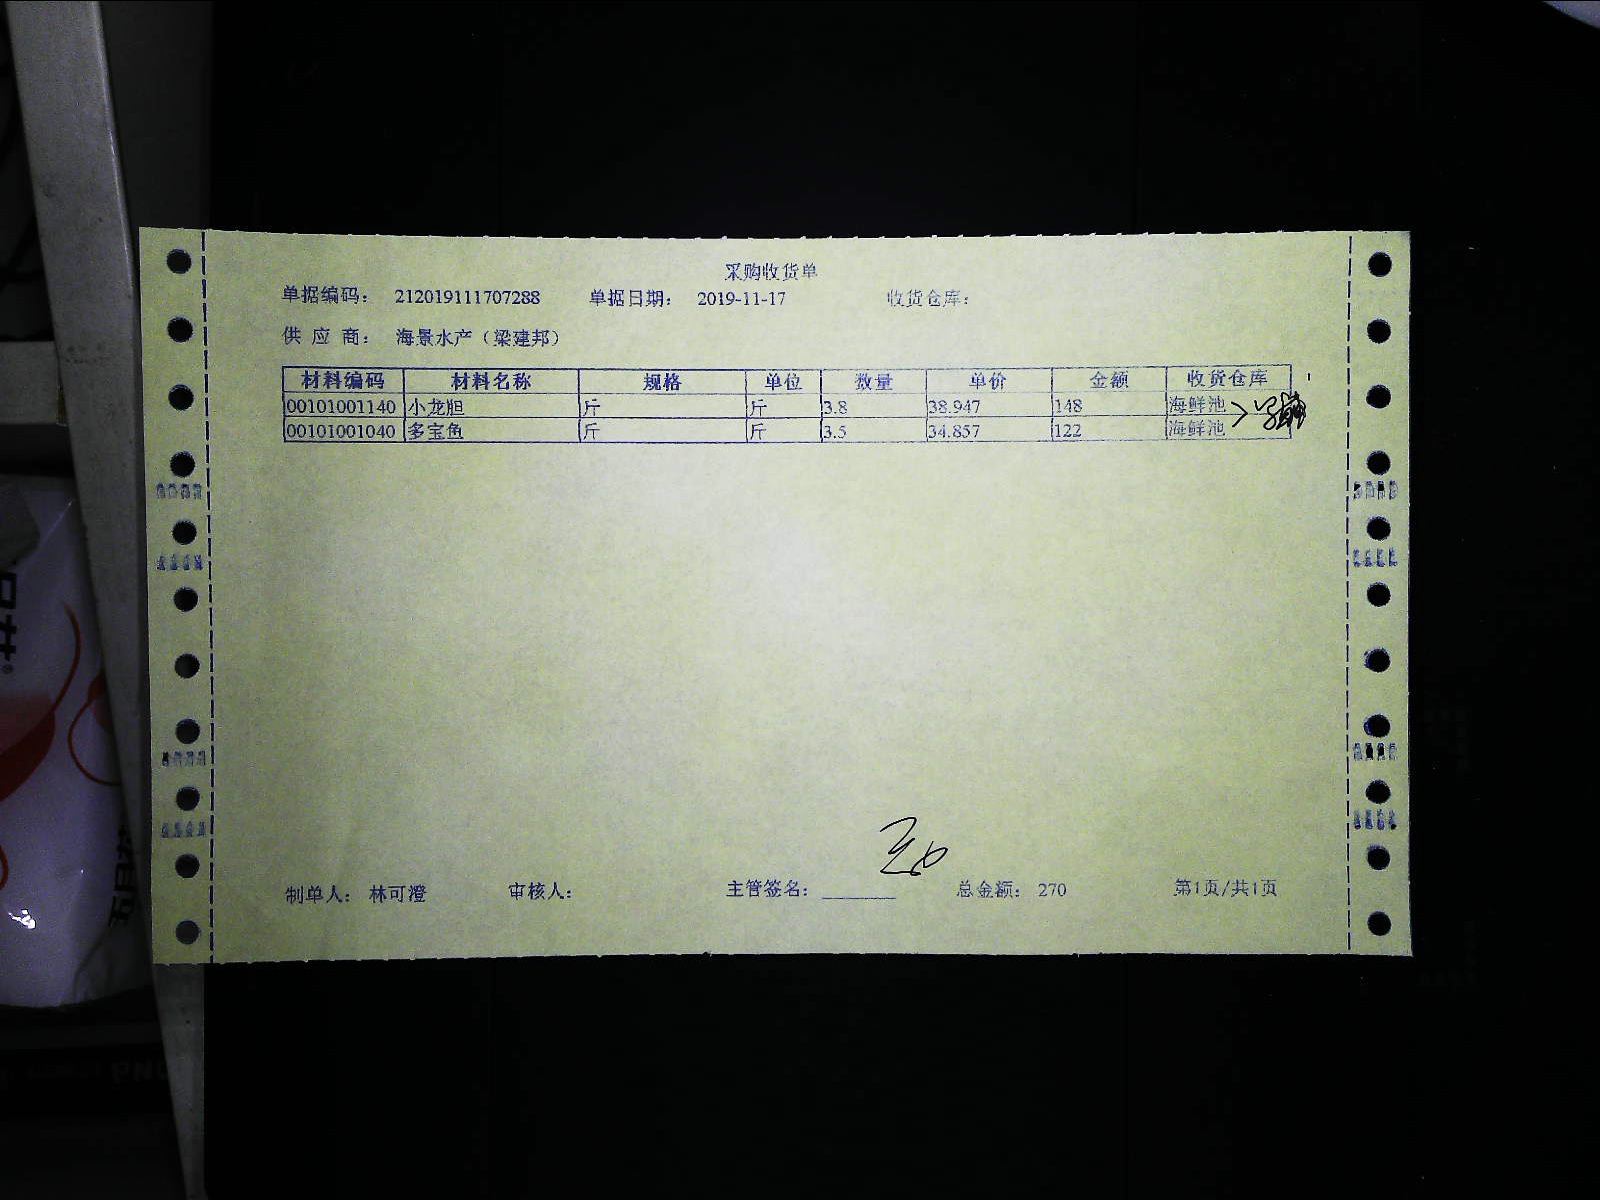 采购收货单
单据编码： 212019111707288 单据日期： 2019-11-17 收货仓库：
供 应 商： 海景水产（梁建邦）
材料编码 材料名称 规格 单位 数量 单价 金额 收货仓库
00101001140 小龙胆 斤 斤 3.8 38.947 148 海鲜池
00101001040 多宝鱼 斤 斤 3.5 34.857 122 海鲜池
制单人： 林可澄 审核人： 主管签名： 总金额： 270 第1页/共1页